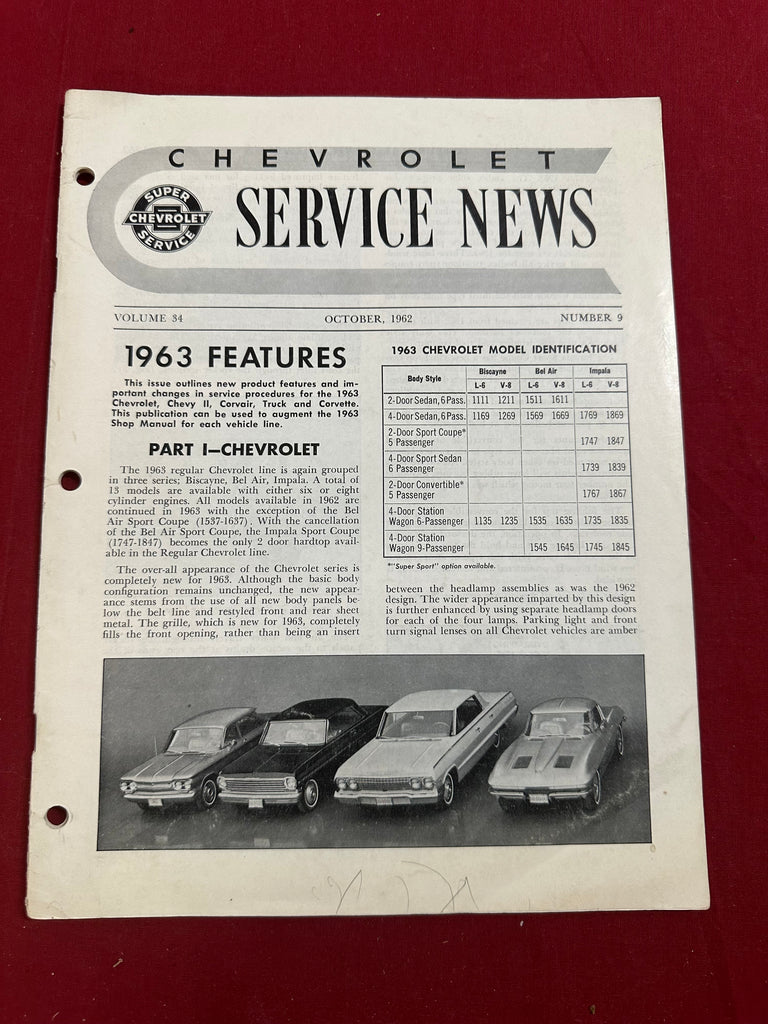 CHEVROLET
SUPER
CHEVROLET
SERVICE
SERVICE NEWS
VOLUME 34 OCTOBER, 1962 NUMBER 9
1963 FEATURES
This issue outlines new product features and im-
portant changes in service procedures for the 1963
Chevrolet, Chevy II, Corvair, Truck and Corvette.
This publication can be used to augment the 1963
Shop Manual for each vehicle line.
PART I—CHEVROLET
The 1963 regular Chevrolet line is again grouped
in three series; Biscayne, Bel Air, Impala. A total of
13 models are available with either six or eight
cylinder engines. All models available in 1962 are
continued in 1963 with the exception of the Bel
Air Sport Coupe (1537-1637). With the cancellation
of the Bel Air Sport Coupe, the Impala Sport Coupe
(1747-1847) becomes the only 2 door hardtop avail-
able in the Regular Chevrolet line.
The over-all appearance of the Chevrolet series is
completely new for 1963. Although the basic body
configuration remains unchanged, the new appear-
ance stems from the use of all new body panels be-
low the belt line and restyled front and rear sheet
metal. The grille, which is new for 1963, completely
fills the front opening, rather than being an insert
1963 CHEVROLET MODEL IDENTIFICATION
Body Style Biscayne Bel Air Impala
L-6 V-8 L-6 V-8 L-6 V-8
2-Door Sedan, 6 Pass. 1111 1211 1511 1611
4-Door Sedan, 6 Pass. 1169 1269 1569 1669 1769 1869
2-Door Sport Coupe*
5 Passenger 1747 1847
4-Door Sport Sedan
6 Passenger 1739 1839
2-Door Convertible*
5 Passenger 1767 1867
4-Door Station
Wagon 6-Passenger 1135 1235 1535 1635 1735 1835
4-Door Station
Wagon 9-Passenger 1545 1645 1745 1845
*"Super Sport" option available.
between the headlamp assemblies as was the 1962
design. The wider appearance imparted by this design
is further enhanced by using separate headlamp doors
for each of the four lamps. Parking light and front
turn signal lenses on all Chevrolet vehicles are amber